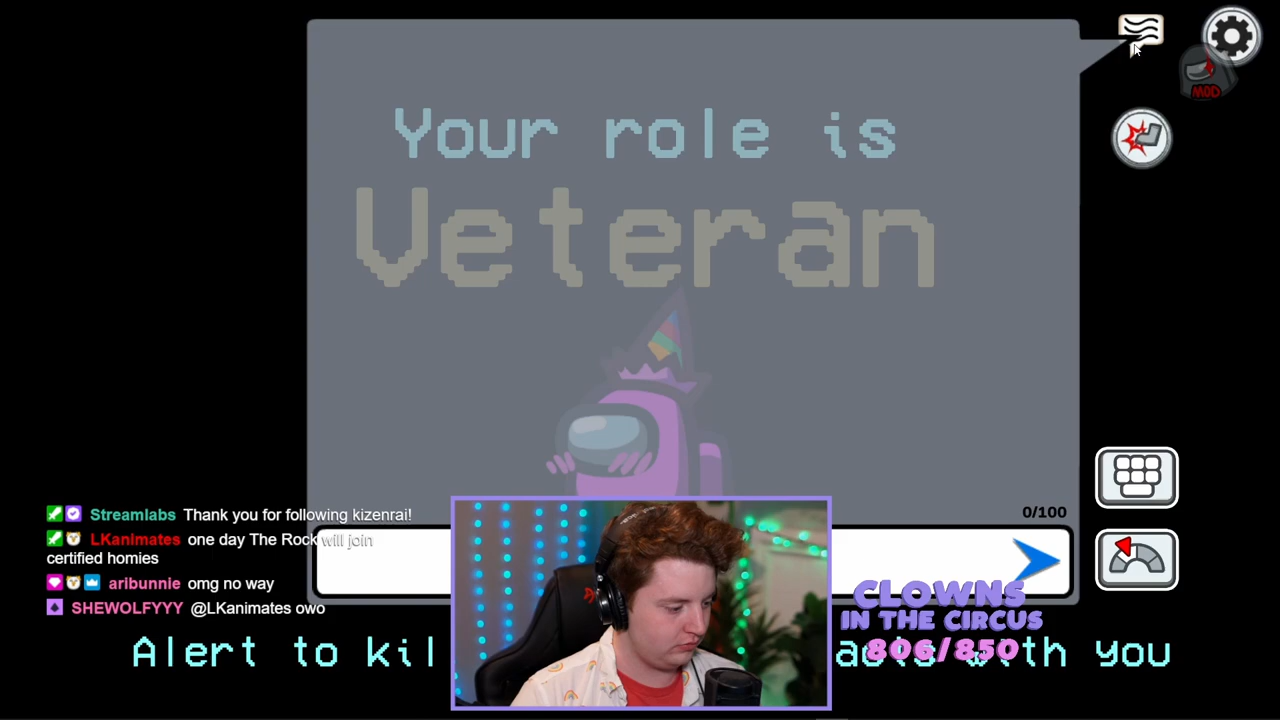 Your role is
Veteran
MOD
0/100
Streamlabs Thank you for following kizenrai!
LKanimates one day The Rock will join
certified homies
aribunnie omg no way
SHEWOLFYYY @LKanimates owo
CLOWNS
IN THE CIRCUS
806/850
Alert to kil with you